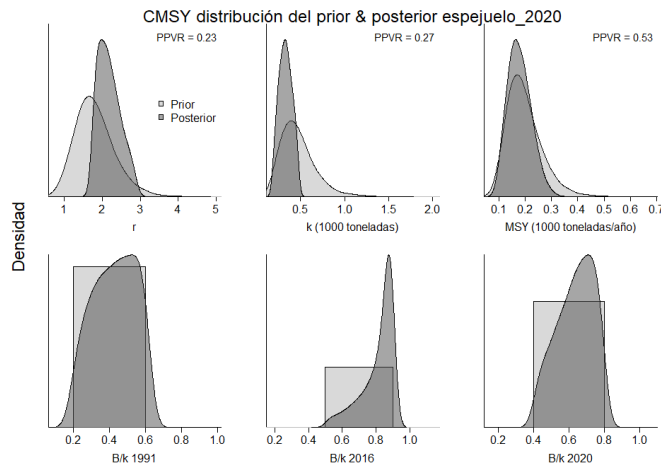 CMSY distribución del prior & posterior espejuelo_2020
PPVR = 0.23
Prior
Posterior
1 2 3 4 5
r
PPVR = 0.27
0.5 1.0 1.5 2.0
k (1000 toneladas)
PPVR = 0.53
0.1 0.2 0.3 0.4 0.5 0.6 0.7
MSY (1000 toneladas/año)
Densidad
0.2 0.4 0.6 0.8 1.0
B/k 1991
0.2 0.4 0.6 0.8 1.0
B/k 2016
0.2 0.4 0.6 0.8 1.0
B/k 2020